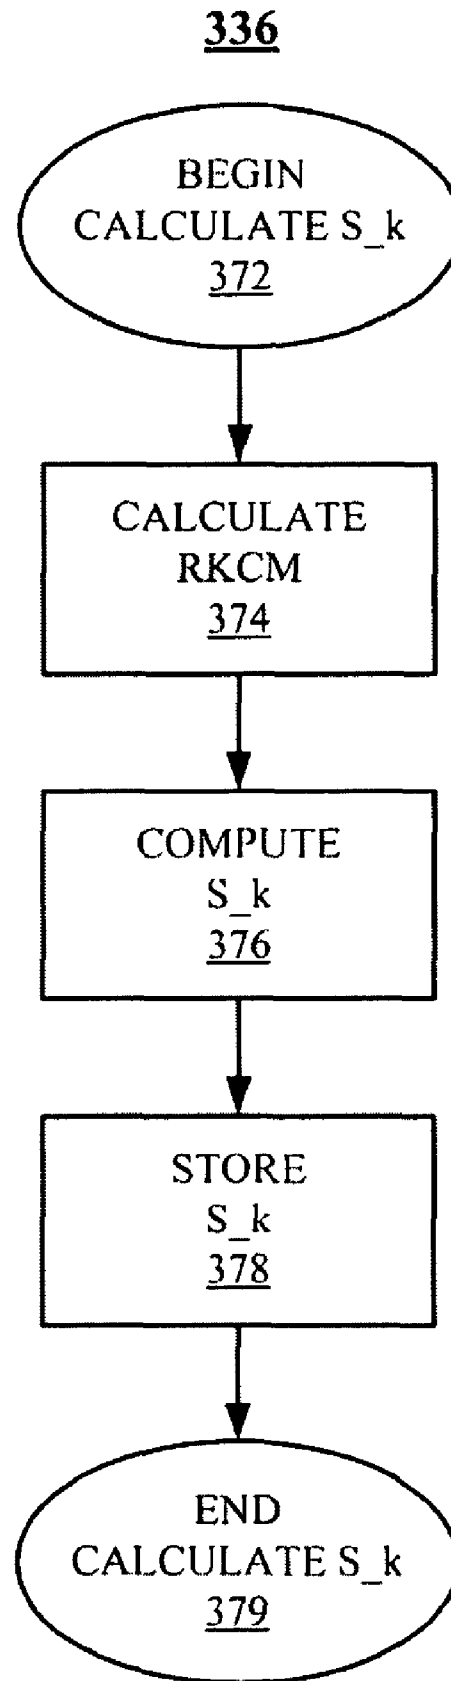 336
BEGIN
CALCULATE S_k
372
CALCULATE
RKCM
374
COMPUTE
S_k
376
STORE
S_k
378
END
CALCULATE S_k
379